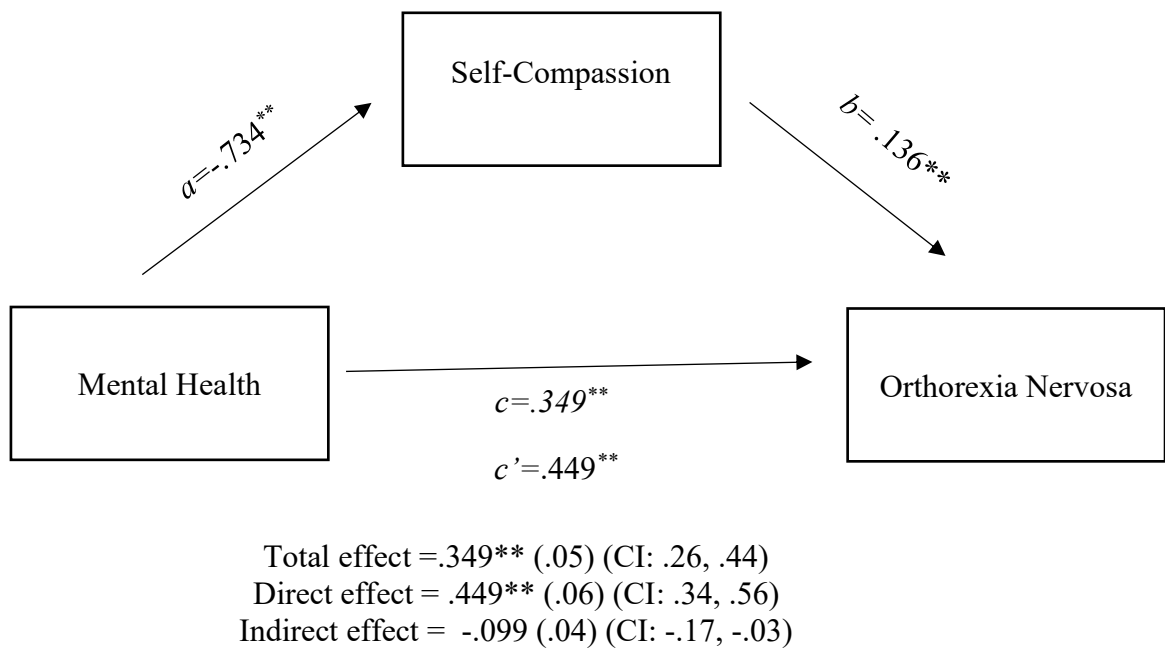 Self-Compassion
a=-.734**
b= .136**
Mental Health
Orthorexia Nervosa
c=.349**
c’=.449**
Total effect =.349** (.05) (CI: .26, .44)
Direct effect = .449** (.06) (CI: .34, .56)
Indirect effect = -.099 (.04) (CI: -.17, -.03)